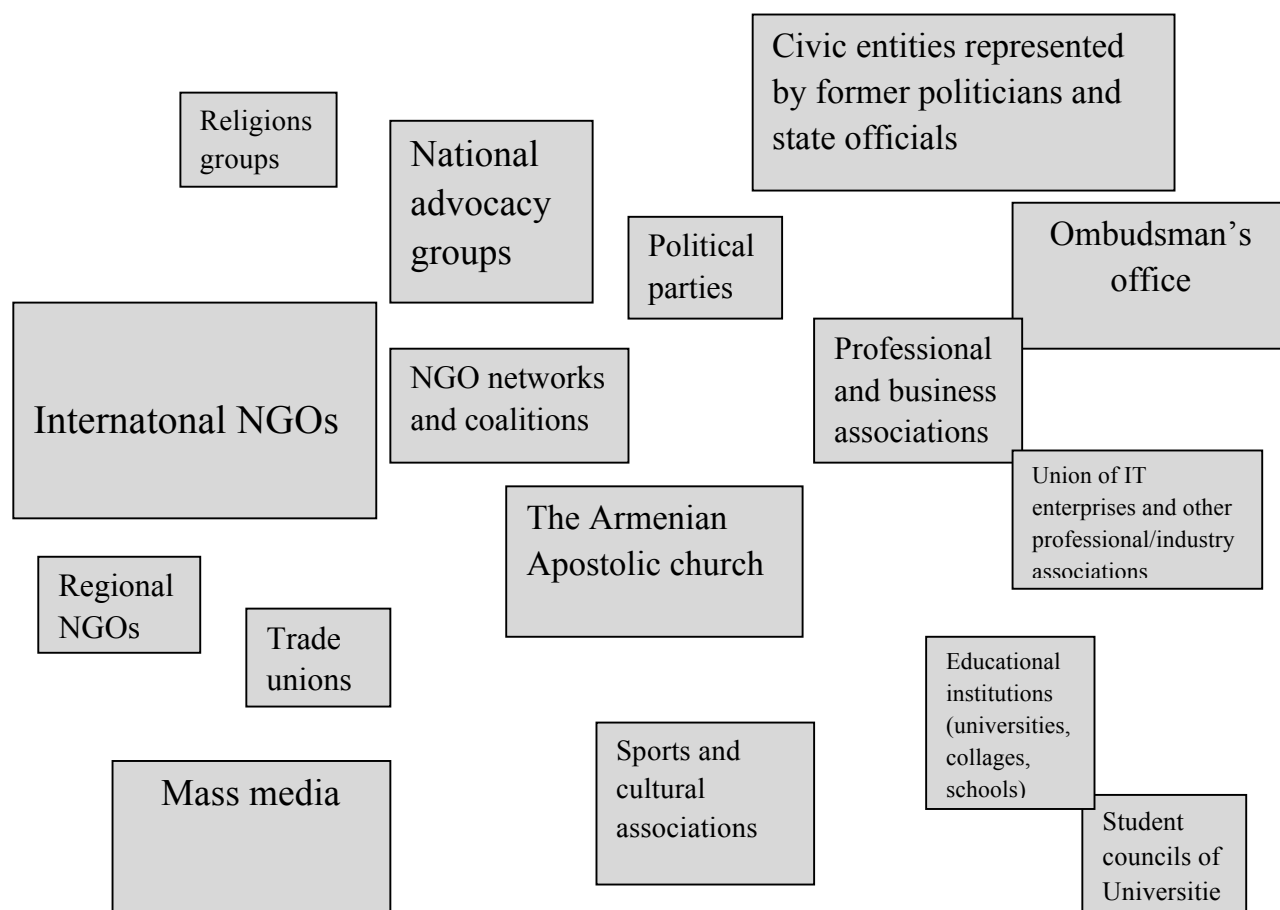 Civic entities represented
by former politicians and
state officials
Religions
groups
National
advocacy
groups
Political
parties
Ombudsman’s
office
Internatonal NGOs
NGO networks
and coalitions
Professional
and business
associations
Union of IT
enterprises and other
professional/industry
associations
The Armenian
Apostolic church
Regional
NGOs
Trade
unions
Educational
institutions
(universities,
collages,
schools)
Sports and
cultural
associations
Mass media
Student
councils of
Universitie